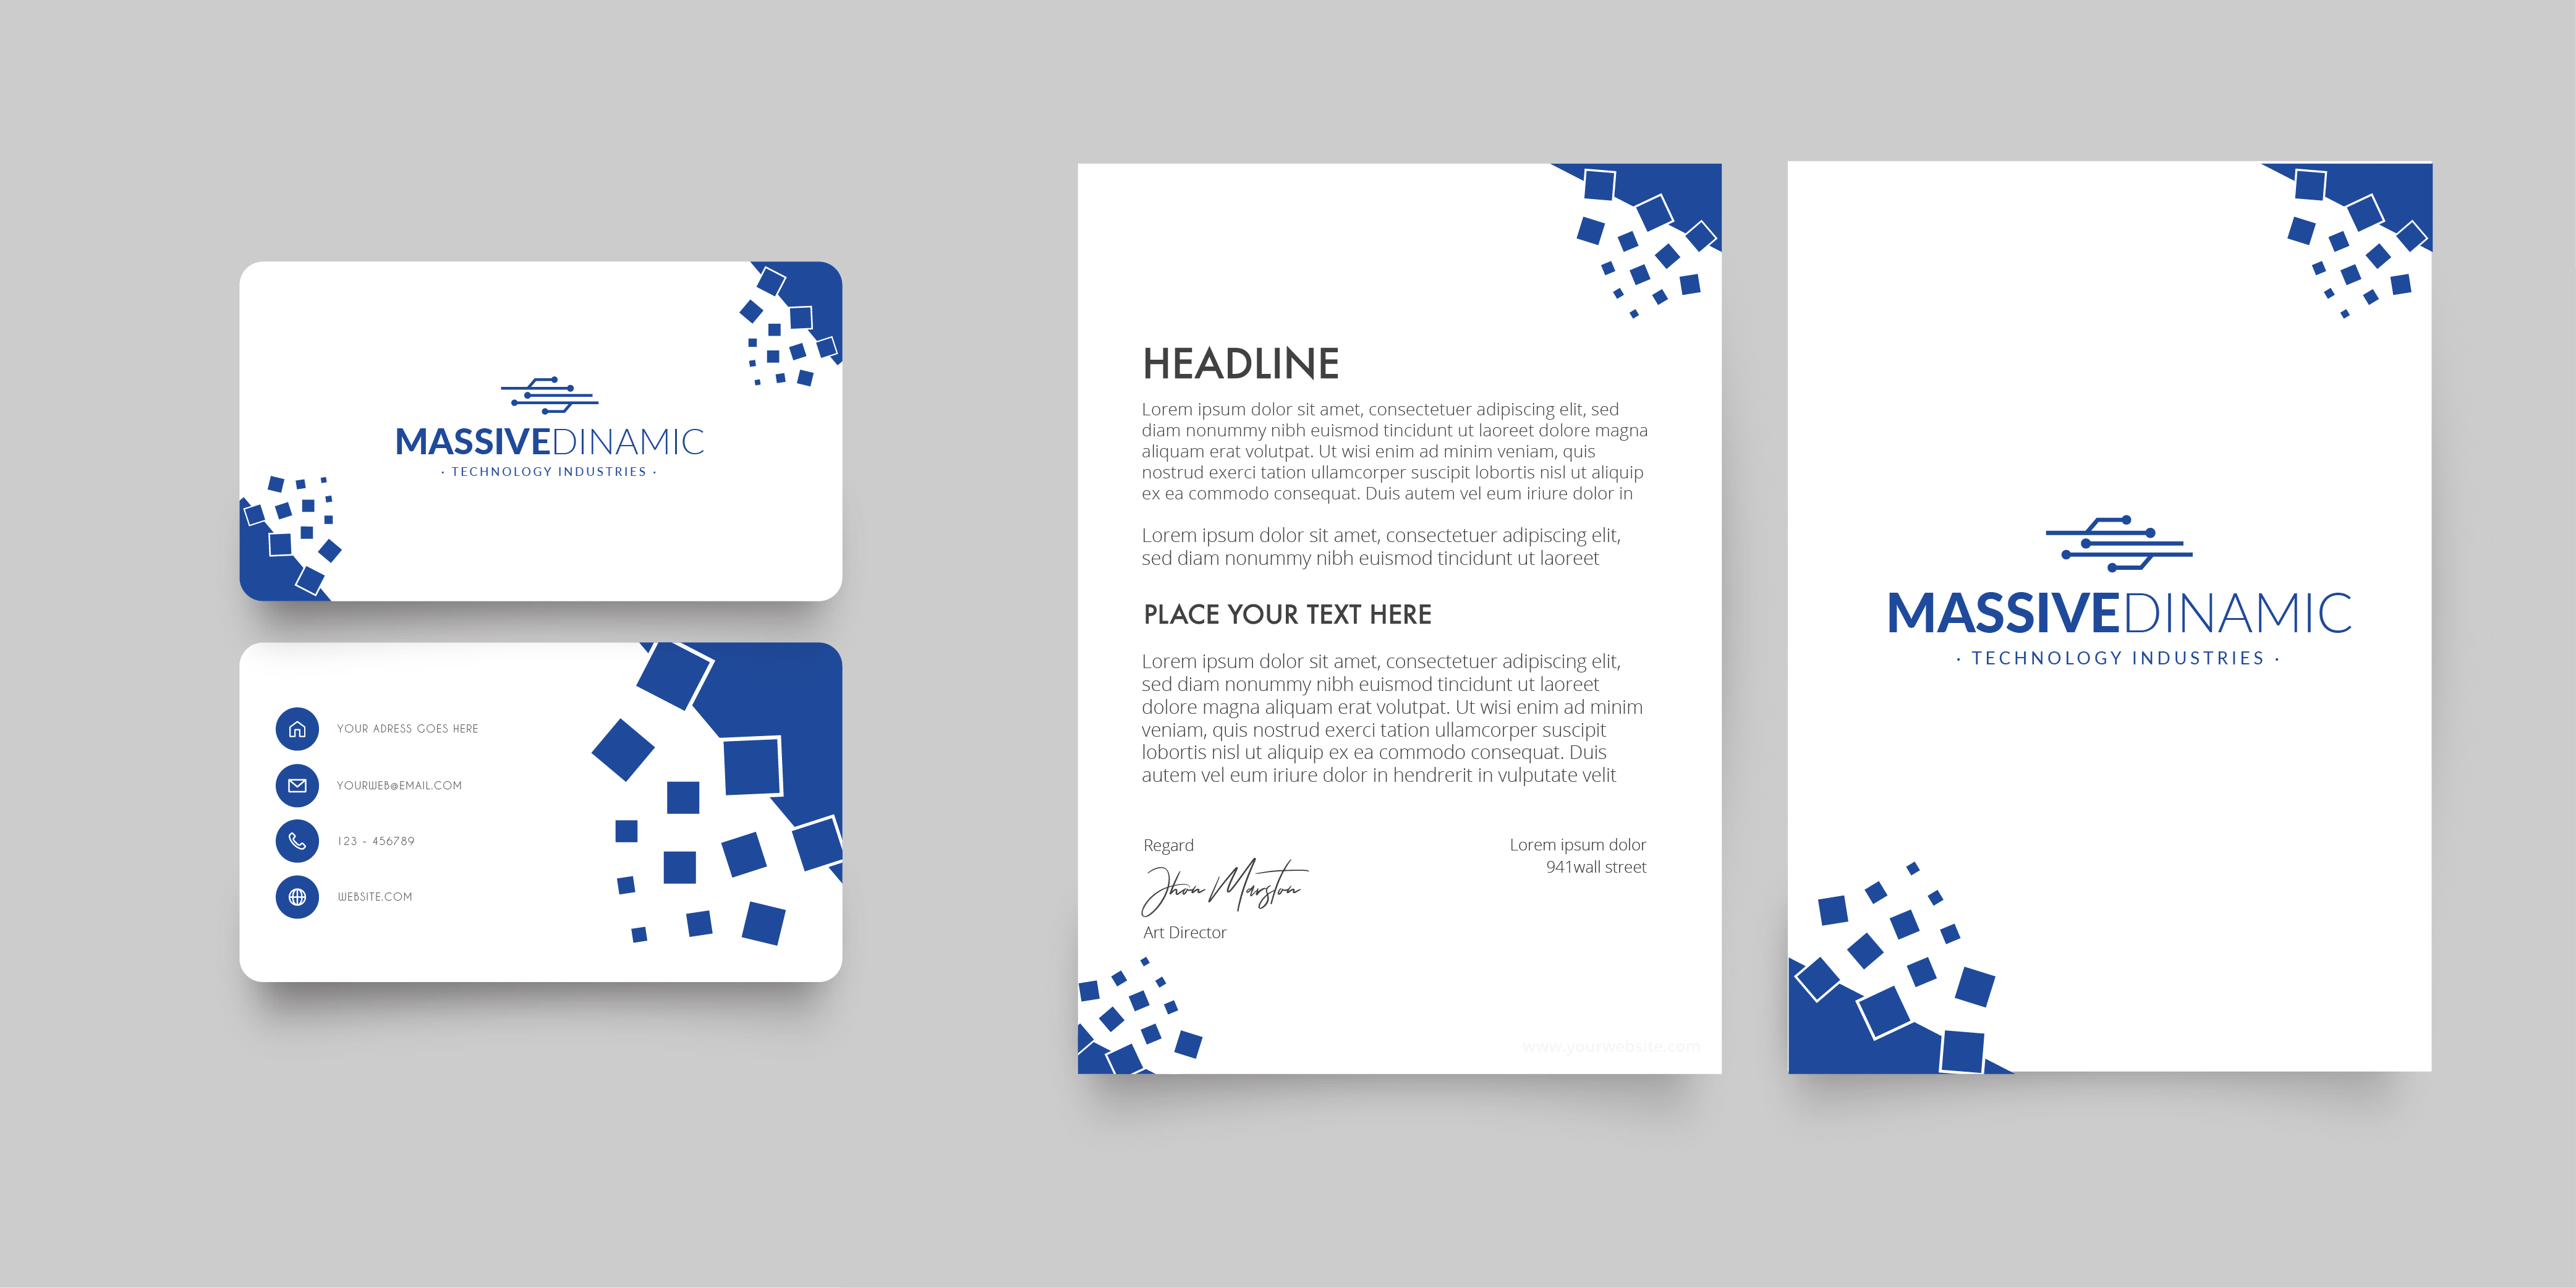 MASSIVEDINAMIC
· TECHNOLOGY INDUSTRIES ·
YOUR ADRESS GOES HERE
YOURWEB@EMAIL.COM
123 - 456789
WEBSITE.COM
HEADLINE
Lorem ipsum dolor sit amet, consectetuer adipiscing elit, sed
diam nonummy nibh euismod tincidunt ut laoreet dolore magna
aliquam erat volutpat. Ut wisi enim ad minim veniam, quis
nostrud exerci tation ullamcorper suscipit lobortis nisl ut aliquip
ex ea commodo consequat. Duis autem vel eum iriure dolor in
Lorem ipsum dolor sit amet, consectetuer adipiscing elit,
sed diam nonummy nibh euismod tincidunt ut laoreet
PLACE YOUR TEXT HERE
Lorem ipsum dolor sit amet, consectetuer adipiscing elit,
sed diam nonummy nibh euismod tincidunt ut laoreet
dolore magna aliquam erat volutpat. Ut wisi enim ad minim
veniam, quis nostrud exerci tation ullamcorper suscipit
lobortis nisl ut aliquip ex ea commodo consequat. Duis
autem vel eum iriure dolor in hendrerit in vulputate velit
Regard
Jhon Marston
Art Director
Lorem ipsum dolor
941wall street
www.yourwebsite.com
MASSIVEDINAMIC
· TECHNOLOGY INDUSTRIES ·